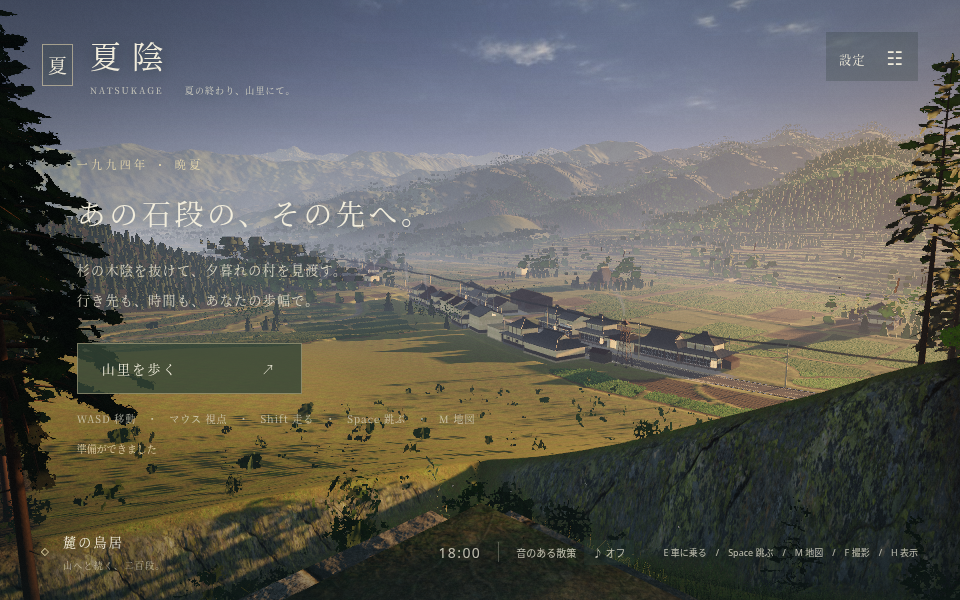 夏
夏陰
NATSUKAGE 夏の終わり、山里にて。
設定
一九九四年 · 晩夏
あの石段の、その先へ。
杉の木陰を抜けて、夕暮れの村を見渡す。
行き先も、時間も、あなたの歩幅で。
山里を歩く ↗
WASD 移動 · マウス 視点 · Shift 走る · Space 跳ぶ · M 地図
準備ができました
麓の鳥居
山へと続く、二百段。
18:00 音のある散策 ♪ オフ
E 車に乗る / Space 跳ぶ / M 地図 / F 撮影 / H 表示